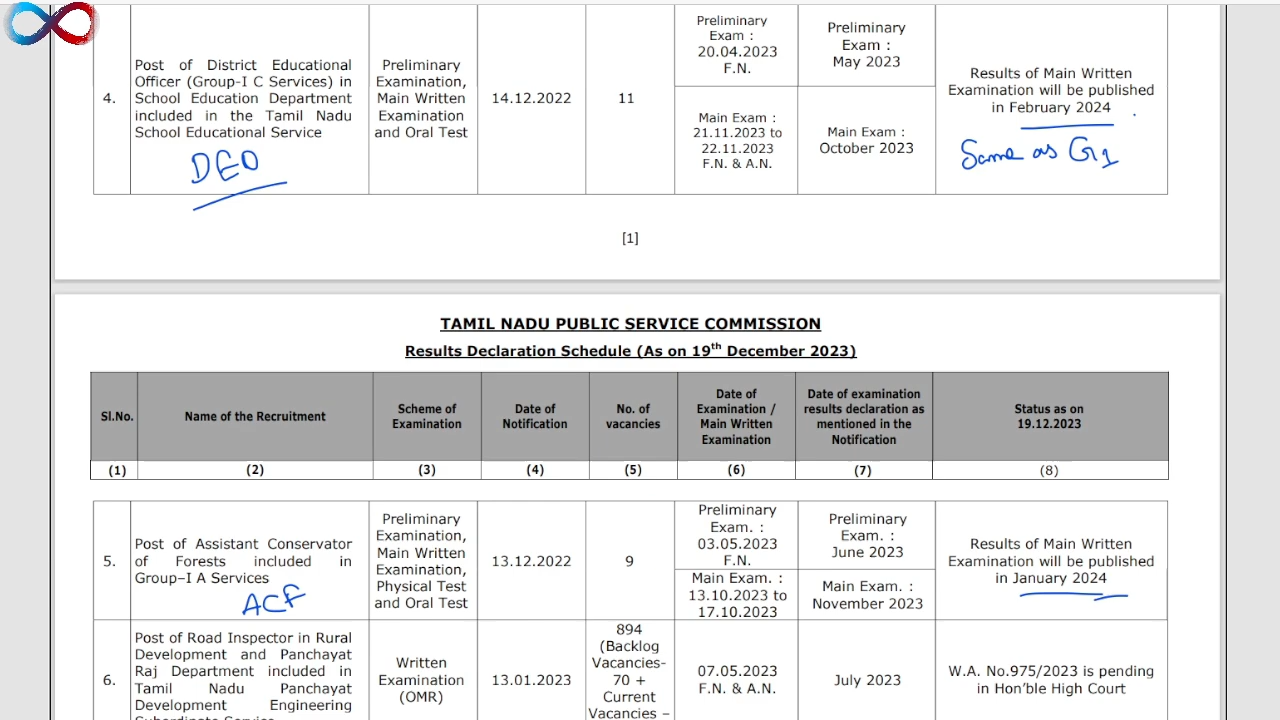 4.
Post of District Educational
Officer (Group-I C Services) in
School Education Department
included in the Tamil Nadu
School Educational Service
DEO
Preliminary
Examination,
Main Written
Examination
and Oral Test
14.12.2022
11
Preliminary
Exam :
20.04.2023
F.N.
Main Exam :
21.11.2023 to
22.11.2023
F.N. & A.N.
Preliminary
Exam :
May 2023
Main Exam :
October 2023
Results of Main Written
Examination will be published
in February 2024
Same as G1
[1]
TAMIL NADU PUBLIC SERVICE COMMISSION
Results Declaration Schedule (As on 19th December 2023)
Sl.No.
Name of the Recruitment
Scheme of
Examination
Date of
Notification
No. of
vacancies
Date of
Examination /
Main Written
Examination
Date of examination
results declaration as
mentioned in the
Notification
Status as on
19.12.2023
(1)
(2)
(3)
(4)
(5)
(6)
(7)
(8)
5.
Post of Assistant Conservator
of Forests included in
Group–I A Services
ACF
Preliminary
Examination,
Main Written
Examination,
Physical Test
and Oral Test
13.12.2022
9
Preliminary
Exam. :
03.05.2023
F.N.
Main Exam. :
13.10.2023 to
17.10.2023
Preliminary
Exam. :
June 2023
Main Exam. :
November 2023
Results of Main Written
Examination will be published
in January 2024
6.
Post of Road Inspector in Rural
Development and Panchayat
Raj Department included in
Tamil Nadu Panchayat
Development Engineering
Subordinate Service
Written
Examination
(OMR)
13.01.2023
894
(Backlog
Vacancies-
70 +
Current
Vacancies –
07.05.2023
F.N. & A.N.
July 2023
W.A. No.975/2023 is pending
in Hon’ble High Court